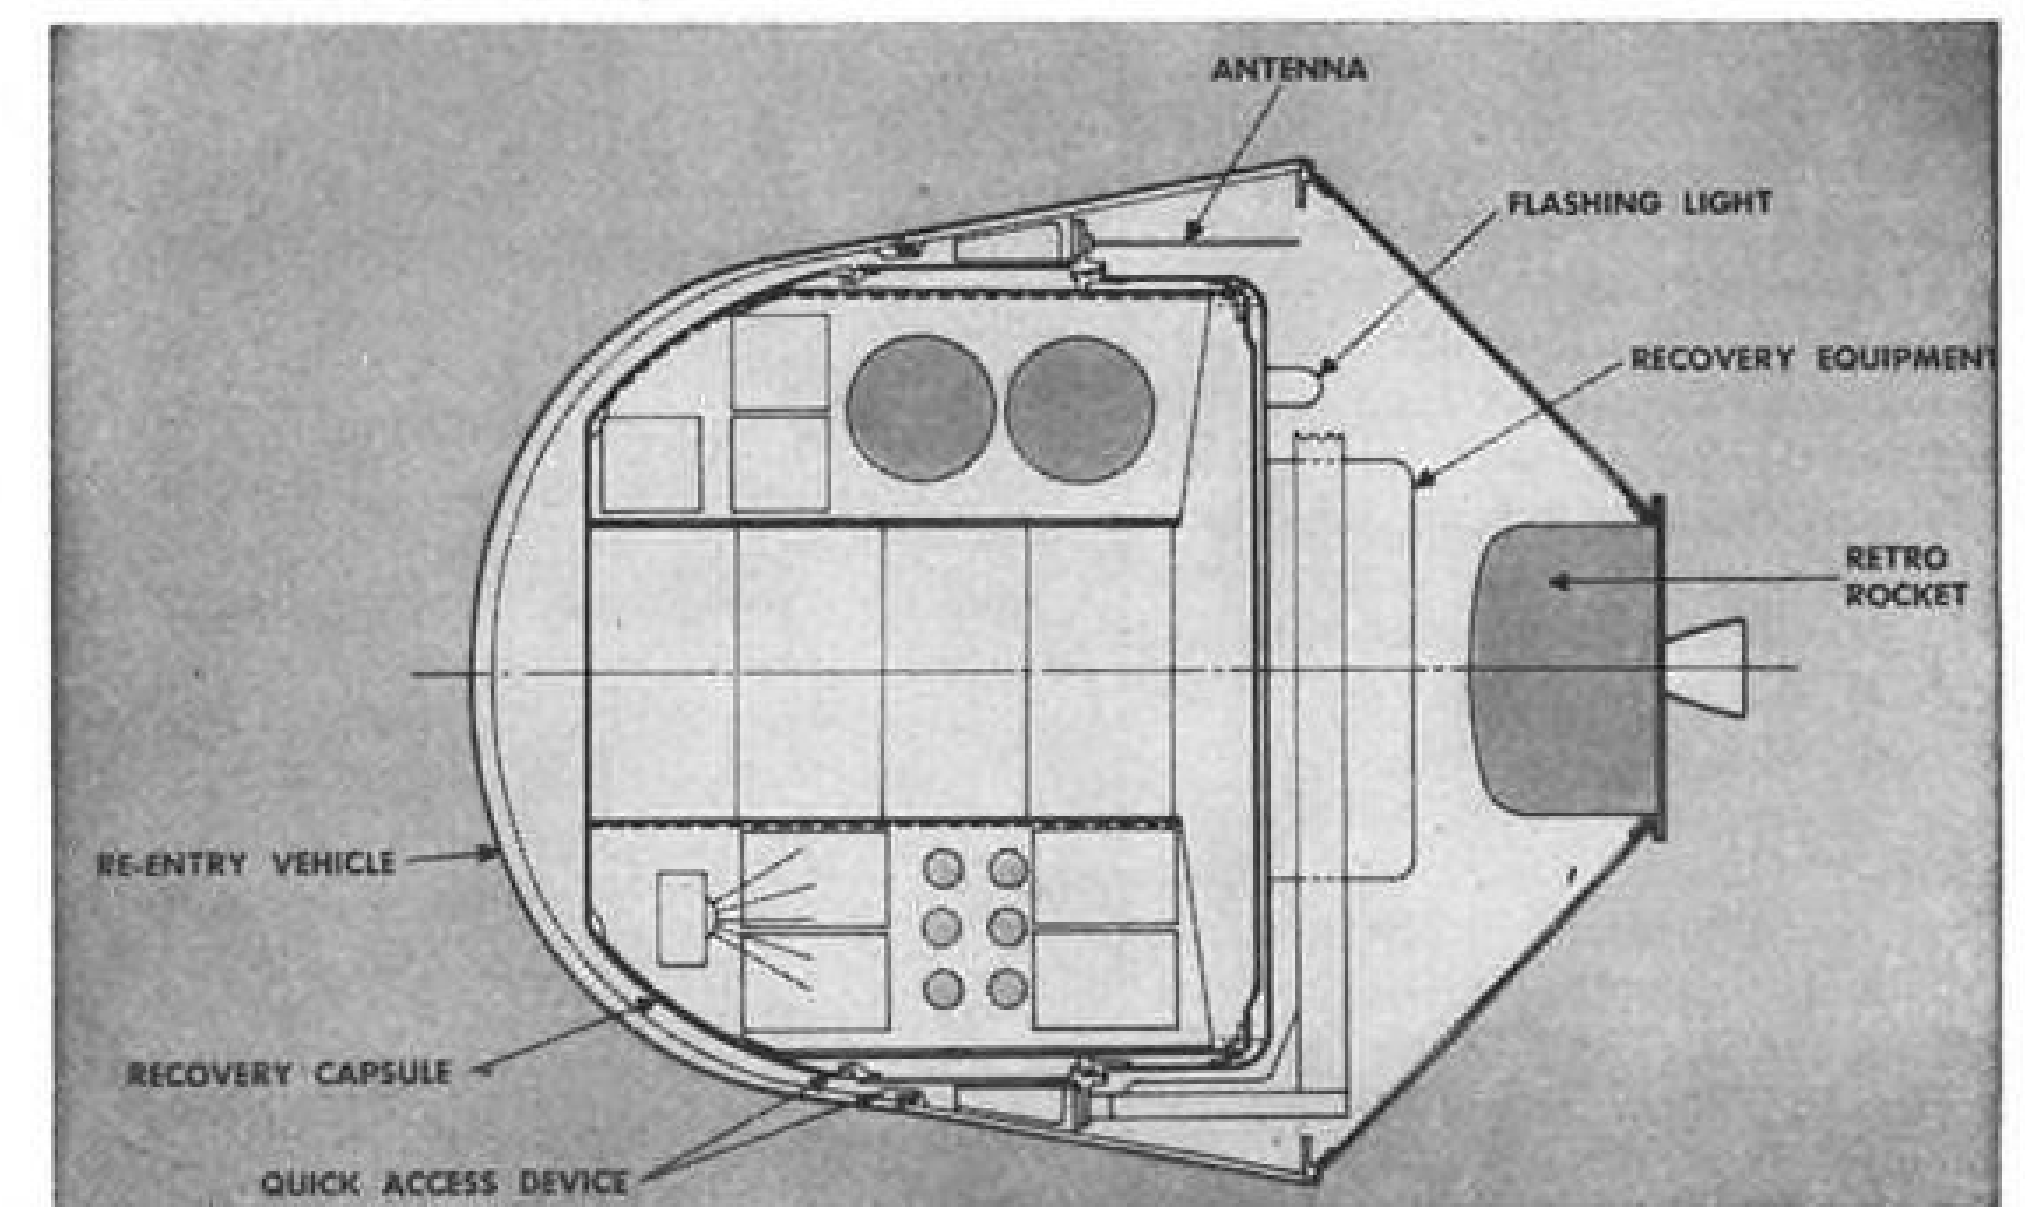 ANTENNA
FLASHING LIGHT
RECOVERY EQUIPMENT
RETRO
ROCKET
RE-ENTRY VEHICLE
RECOVERY CAPSULE
QUICK ACCESS DEVICE